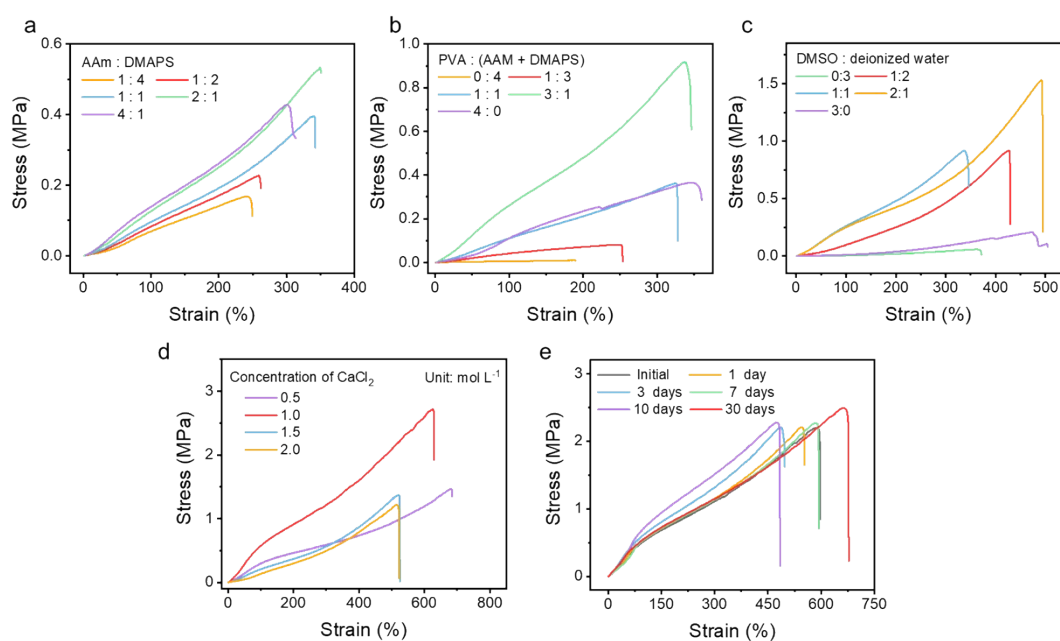 a
AAm : DMAPS
1 : 4 1 : 2
1 : 1 2 : 1
4 : 1
0.6
0.4
0.2
0.0
Stress (MPa)
0 100 200 300 400
Strain (%)
b
PVA : (AAM + DMAPS)
0 : 4 1 : 3
1 : 1 3 : 1
4 : 0
1.0
0.8
0.6
0.4
0.2
0.0
Stress (MPa)
0 100 200 300
Strain (%)
c
DMSO : deionized water
0:3 1:2
1:1 2:1
3:0
1.5
1.0
0.5
0.0
Stress (MPa)
0 100 200 300 400 500
Strain (%)
d
Concentration of CaCl₂ Unit: mol L⁻¹
0.5
1.0
1.5
2.0
3
2
1
0
Stress (MPa)
0 200 400 600 800
Strain (%)
e
Initial 1 day
3 days 7 days
10 days 30 days
3
2
1
0
Stress (MPa)
0 150 300 450 600 750
Strain (%)